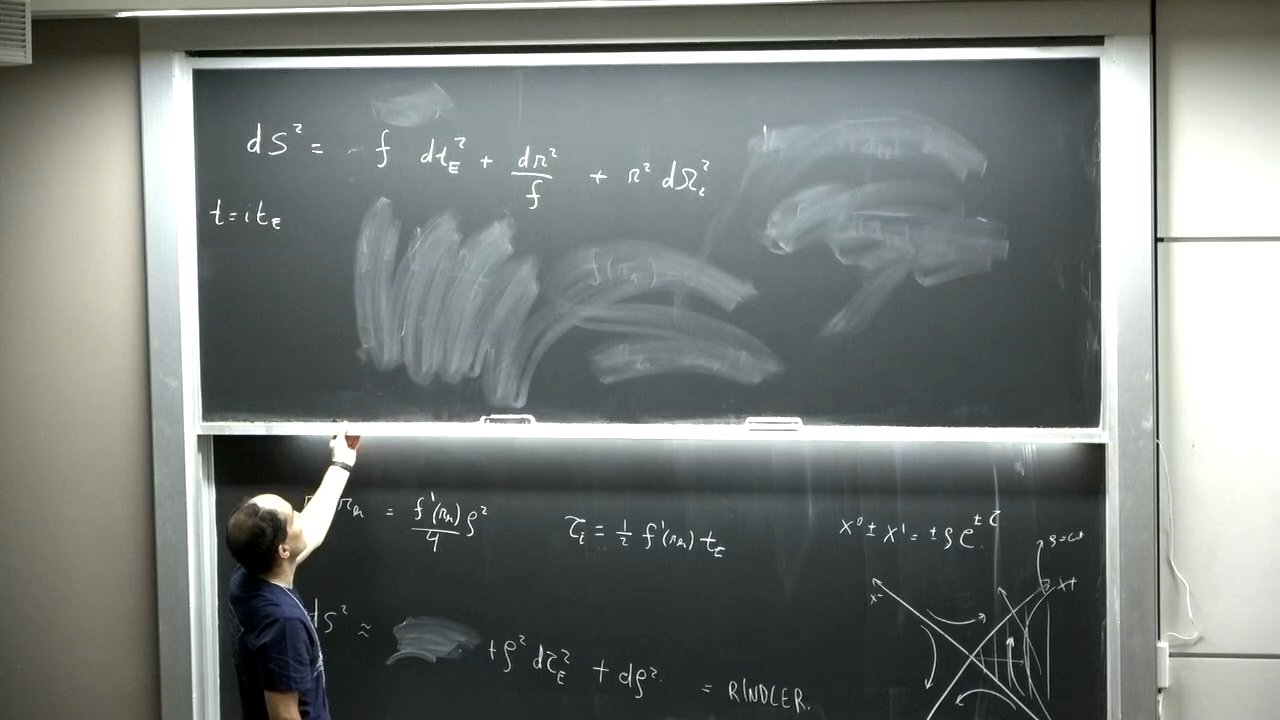 dS² = f dt_E² + dr²/f + r² dΩ₂²
t = i t_E
r - r_h = f'(r_h)/4 ρ²
τ_E = 1/2 f'(r_h) t_E
X⁰ ± X¹ = ± ρ e^{± τ}
ρ = const
X⁻
X+
dS² ≈ + ρ² dτ_E² + dρ² = RINDLER.